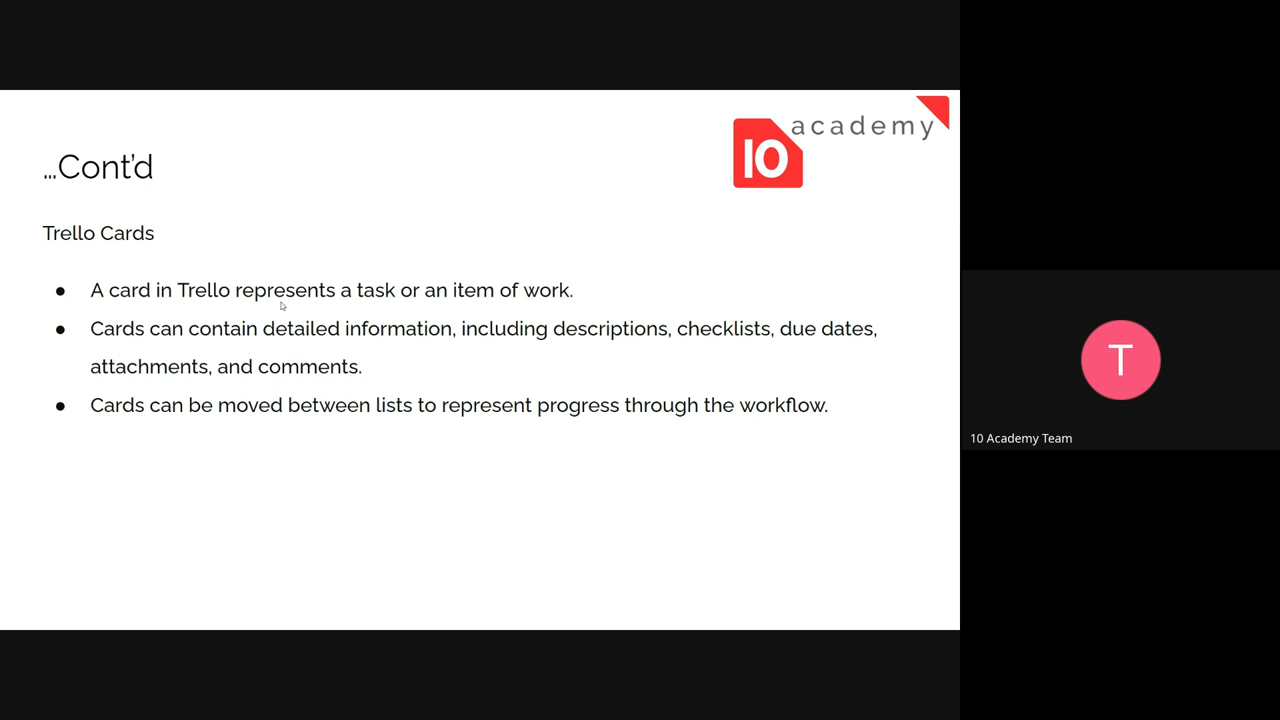 academy
10
...Cont'd
Trello Cards
● A card in Trello represents a task or an item of work.
● Cards can contain detailed information, including descriptions, checklists, due dates,
attachments, and comments.
● Cards can be moved between lists to represent progress through the workflow.
T
10 Academy Team